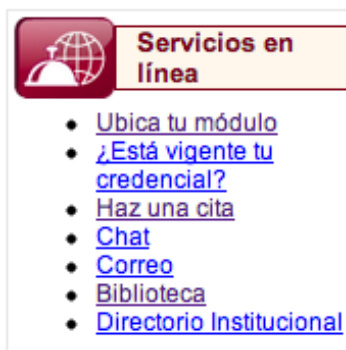 Servicios en
línea
Ubica tu módulo
¿Está vigente tu
credencial?
Haz una cita
Chat
Correo
Biblioteca
Directorio Institucional